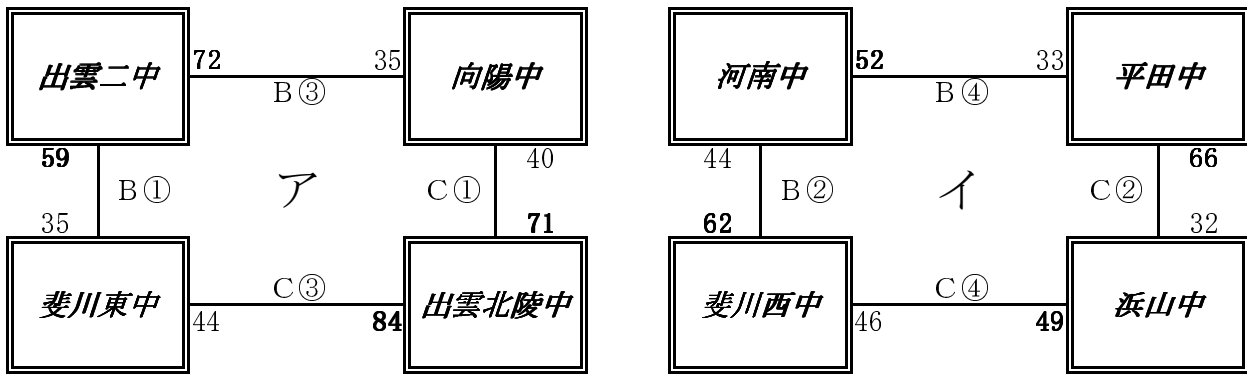 出雲二中 72 35 向陽中
B③
59 40
B① ア C①
35 71
斐川東中 出雲北陵中
C③
44 84
河南中 52 33 平田中
B④
44 66
B② イ C②
62 32
斐川西中 浜山中
C④
46 49